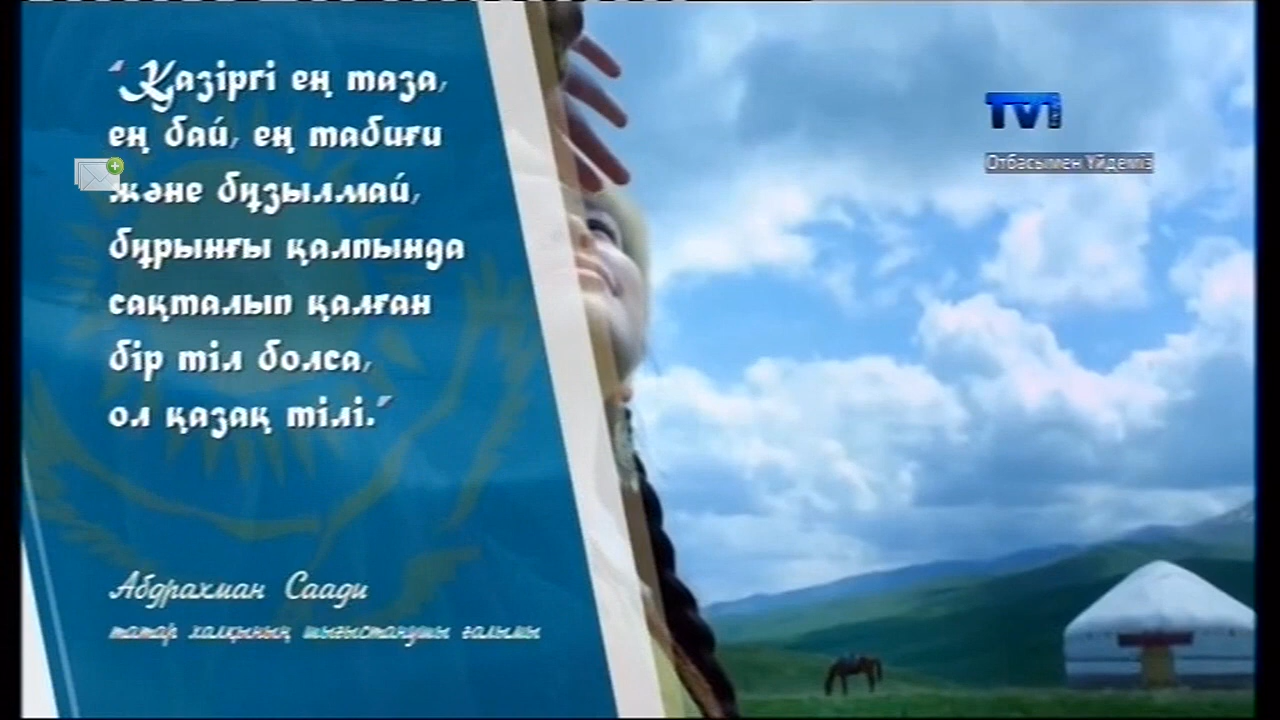 "Қазіргі ең таза,
ең бай, ең табиғи
және бұзылмай,
бұрынғы қалпында
сақталып қалған
бір тіл болса,
ол қазақ тілі."
Абдрахман Саади
татар халқының шығыстанушы ғалымы
TV1
Отбасымен Үйдеміз